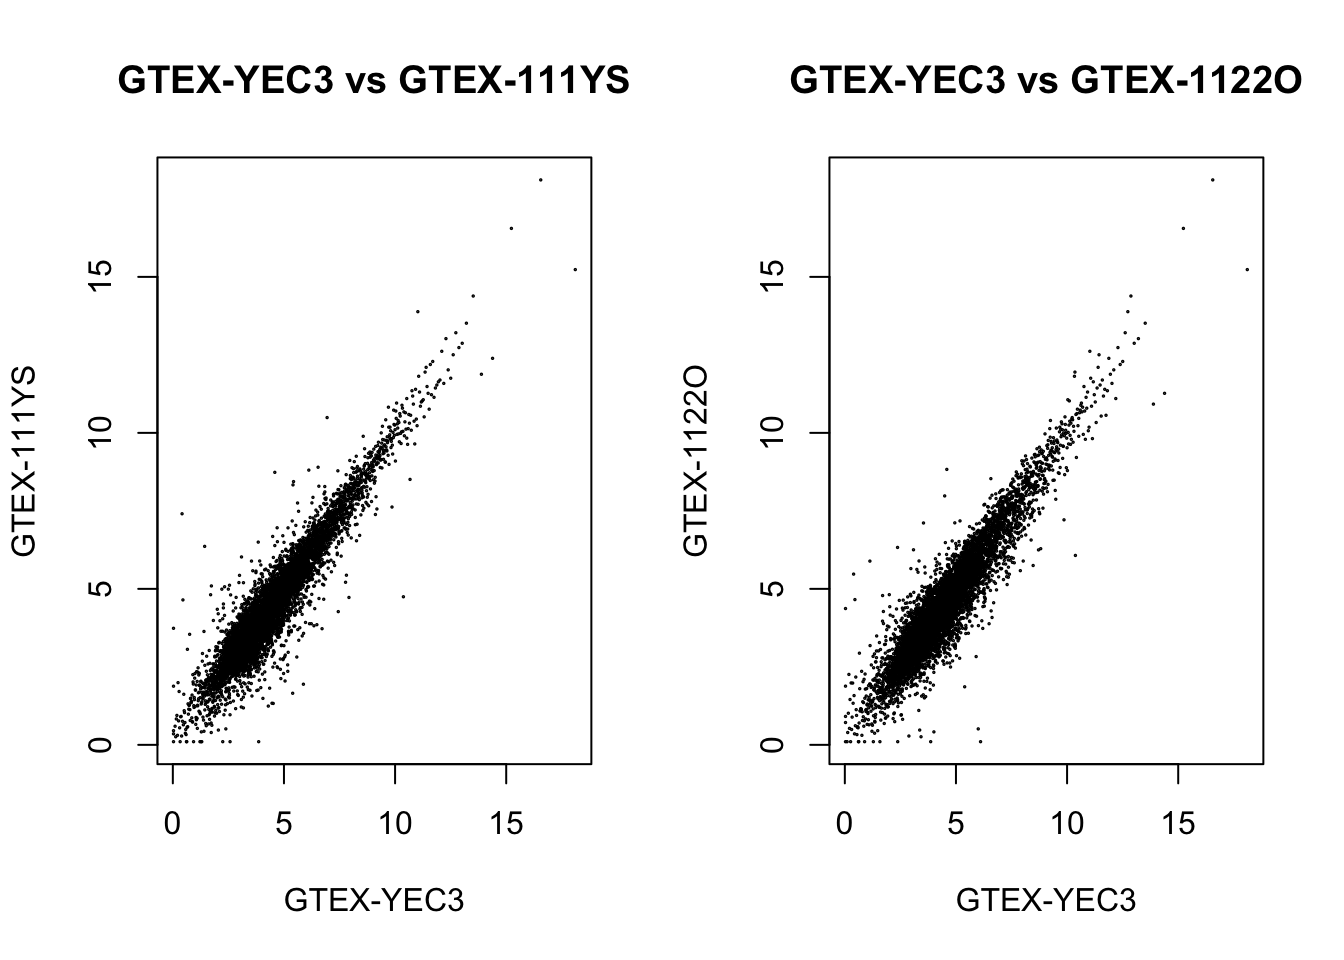 GTEX-YEC3 vs GTEX-111YS
GTEX-111YS
15
10
5
0
0 5 10 15
GTEX-YEC3
GTEX-YEC3 vs GTEX-1122O
GTEX-1122O
15
10
5
0
0 5 10 15
GTEX-YEC3